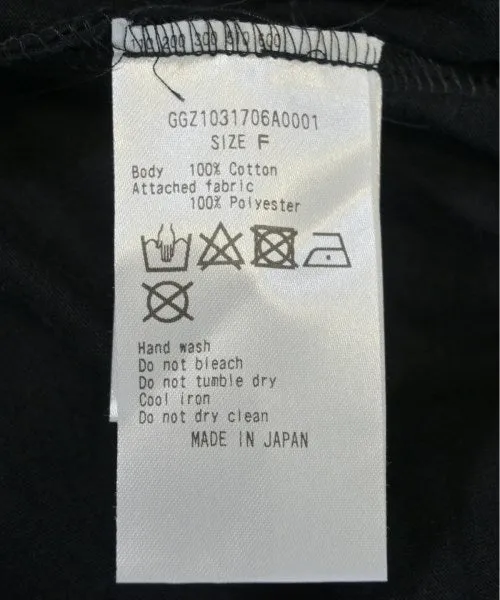 GGZ1031706A0001
SIZE F
Body 100% Cotton
Attached fabric
100% Polyester
Hand wash
Do not bleach
Do not tumble dry
Cool iron
Do not dry clean
MADE IN JAPAN